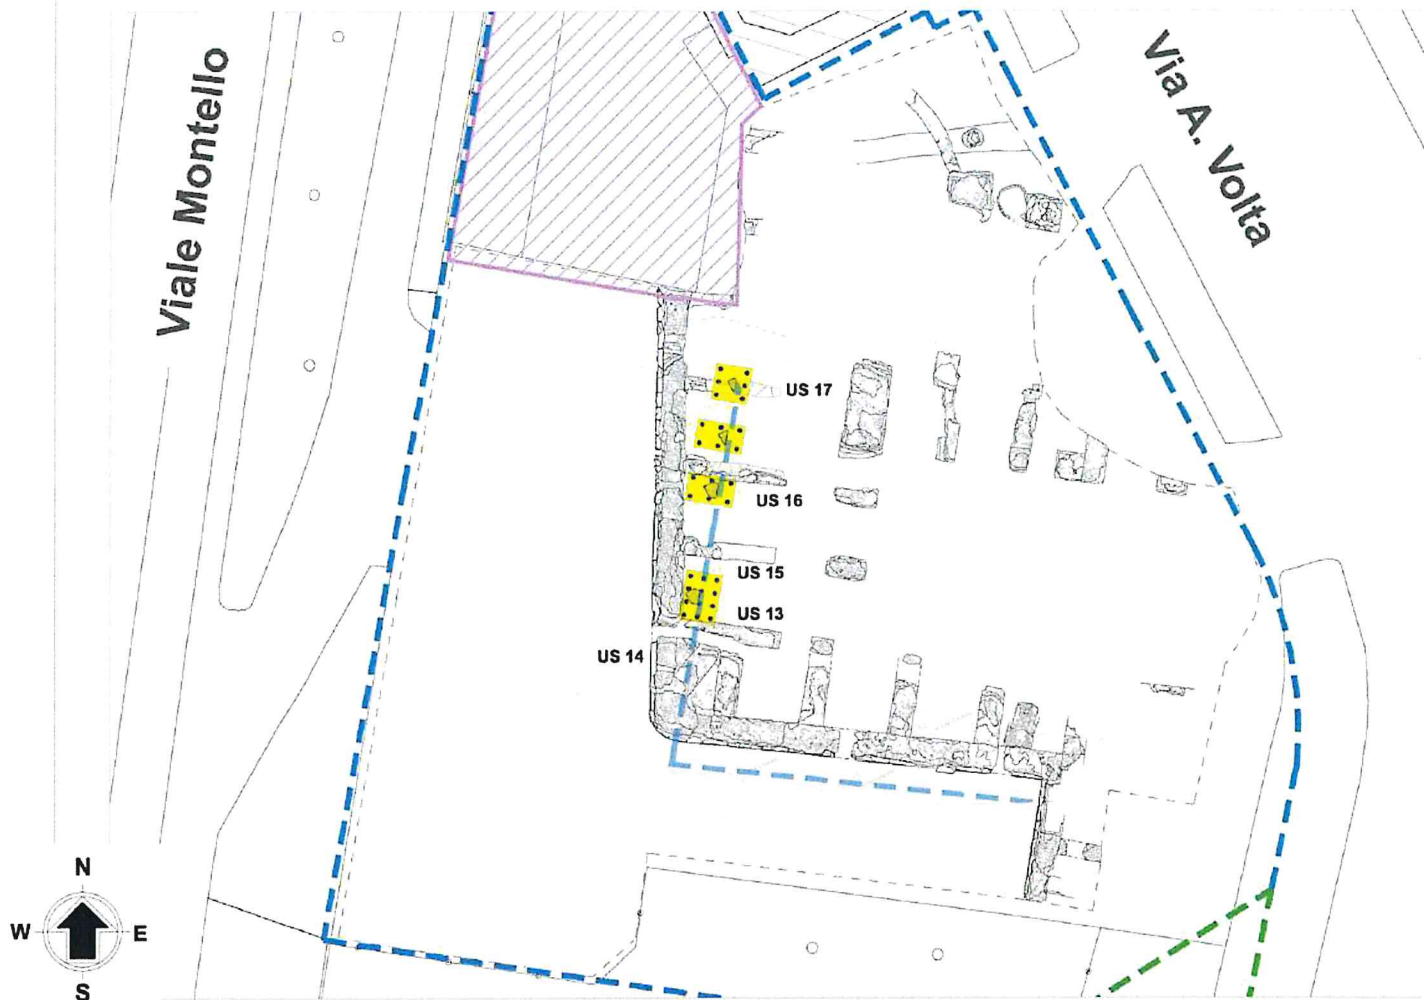 Viale Montello
Via A. Volta
US 17
US 16
US 15
US 13
US 14
N
W E
S